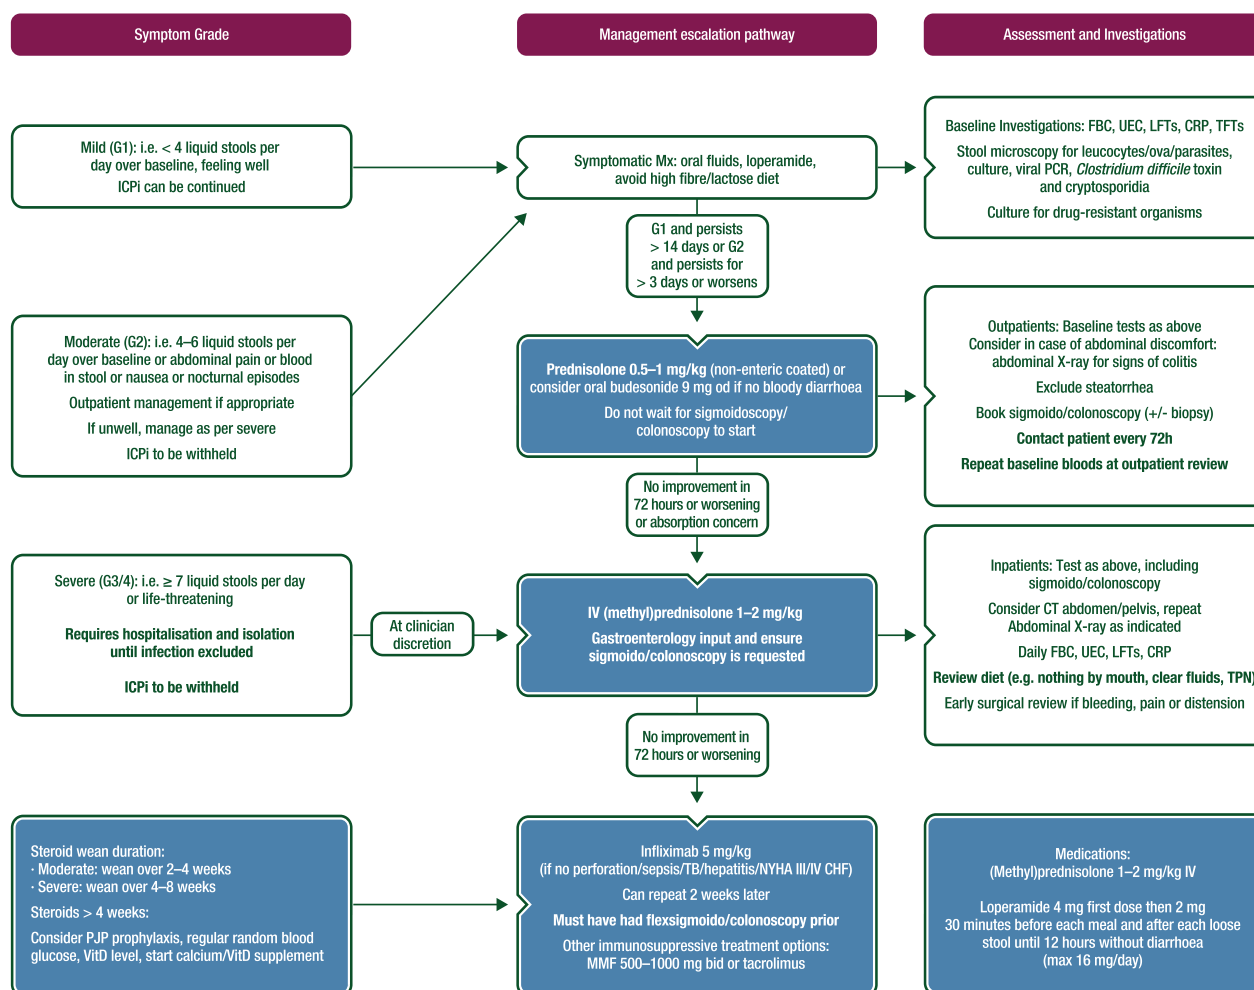 Symptom Grade
Management escalation pathway
Assessment and Investigations
Mild (G1): i.e. < 4 liquid stools per
day over baseline, feeling well
ICPi can be continued
Symptomatic Mx: oral fluids, loperamide,
avoid high fibre/lactose diet
Baseline Investigations: FBC, UEC, LFTs, CRP, TFTs
Stool microscopy for leucocytes/ova/parasites,
culture, viral PCR, Clostridium difficile toxin
and cryptosporidia
Culture for drug-resistant organisms
G1 and persists
> 14 days or G2
and persists for
> 3 days or worsens
Moderate (G2): i.e. 4–6 liquid stools per
day over baseline or abdominal pain or blood
in stool or nausea or nocturnal episodes
Outpatient management if appropriate
If unwell, manage as per severe
ICPi to be withheld
Prednisolone 0.5–1 mg/kg (non-enteric coated) or
consider oral budesonide 9 mg od if no bloody diarrhoea
Do not wait for sigmoidoscopy/
colonoscopy to start
Outpatients: Baseline tests as above
Consider in case of abdominal discomfort:
abdominal X-ray for signs of colitis
Exclude steatorrhea
Book sigmoido/colonoscopy (+/- biopsy)
Contact patient every 72h
Repeat baseline bloods at outpatient review
No improvement in
72 hours or worsening
or absorption concern
Severe (G3/4): i.e. ≥ 7 liquid stools per day
or life-threatening
Requires hospitalisation and isolation
until infection excluded
ICPi to be withheld
At clinician
discretion
IV (methyl)prednisolone 1–2 mg/kg
Gastroenterology input and ensure
sigmoido/colonoscopy is requested
Inpatients: Test as above, including
sigmoido/colonoscopy
Consider CT abdomen/pelvis, repeat
Abdominal X-ray as indicated
Daily FBC, UEC, LFTs, CRP
Review diet (e.g. nothing by mouth, clear fluids, TPN)
Early surgical review if bleeding, pain or distension
No improvement in
72 hours or worsening
Steroid wean duration:
· Moderate: wean over 2–4 weeks
· Severe: wean over 4–8 weeks
Steroids > 4 weeks:
Consider PJP prophylaxis, regular random blood
glucose, VitD level, start calcium/VitD supplement
Infliximab 5 mg/kg
(if no perforation/sepsis/TB/hepatitis/NYHA III/IV CHF)
Can repeat 2 weeks later
Must have had flexsigmoido/colonoscopy prior
Other immunosuppressive treatment options:
MMF 500–1000 mg bid or tacrolimus
Medications:
(Methyl)prednisolone 1–2 mg/kg IV
Loperamide 4 mg first dose then 2 mg
30 minutes before each meal and after each loose
stool until 12 hours without diarrhoea
(max 16 mg/day)